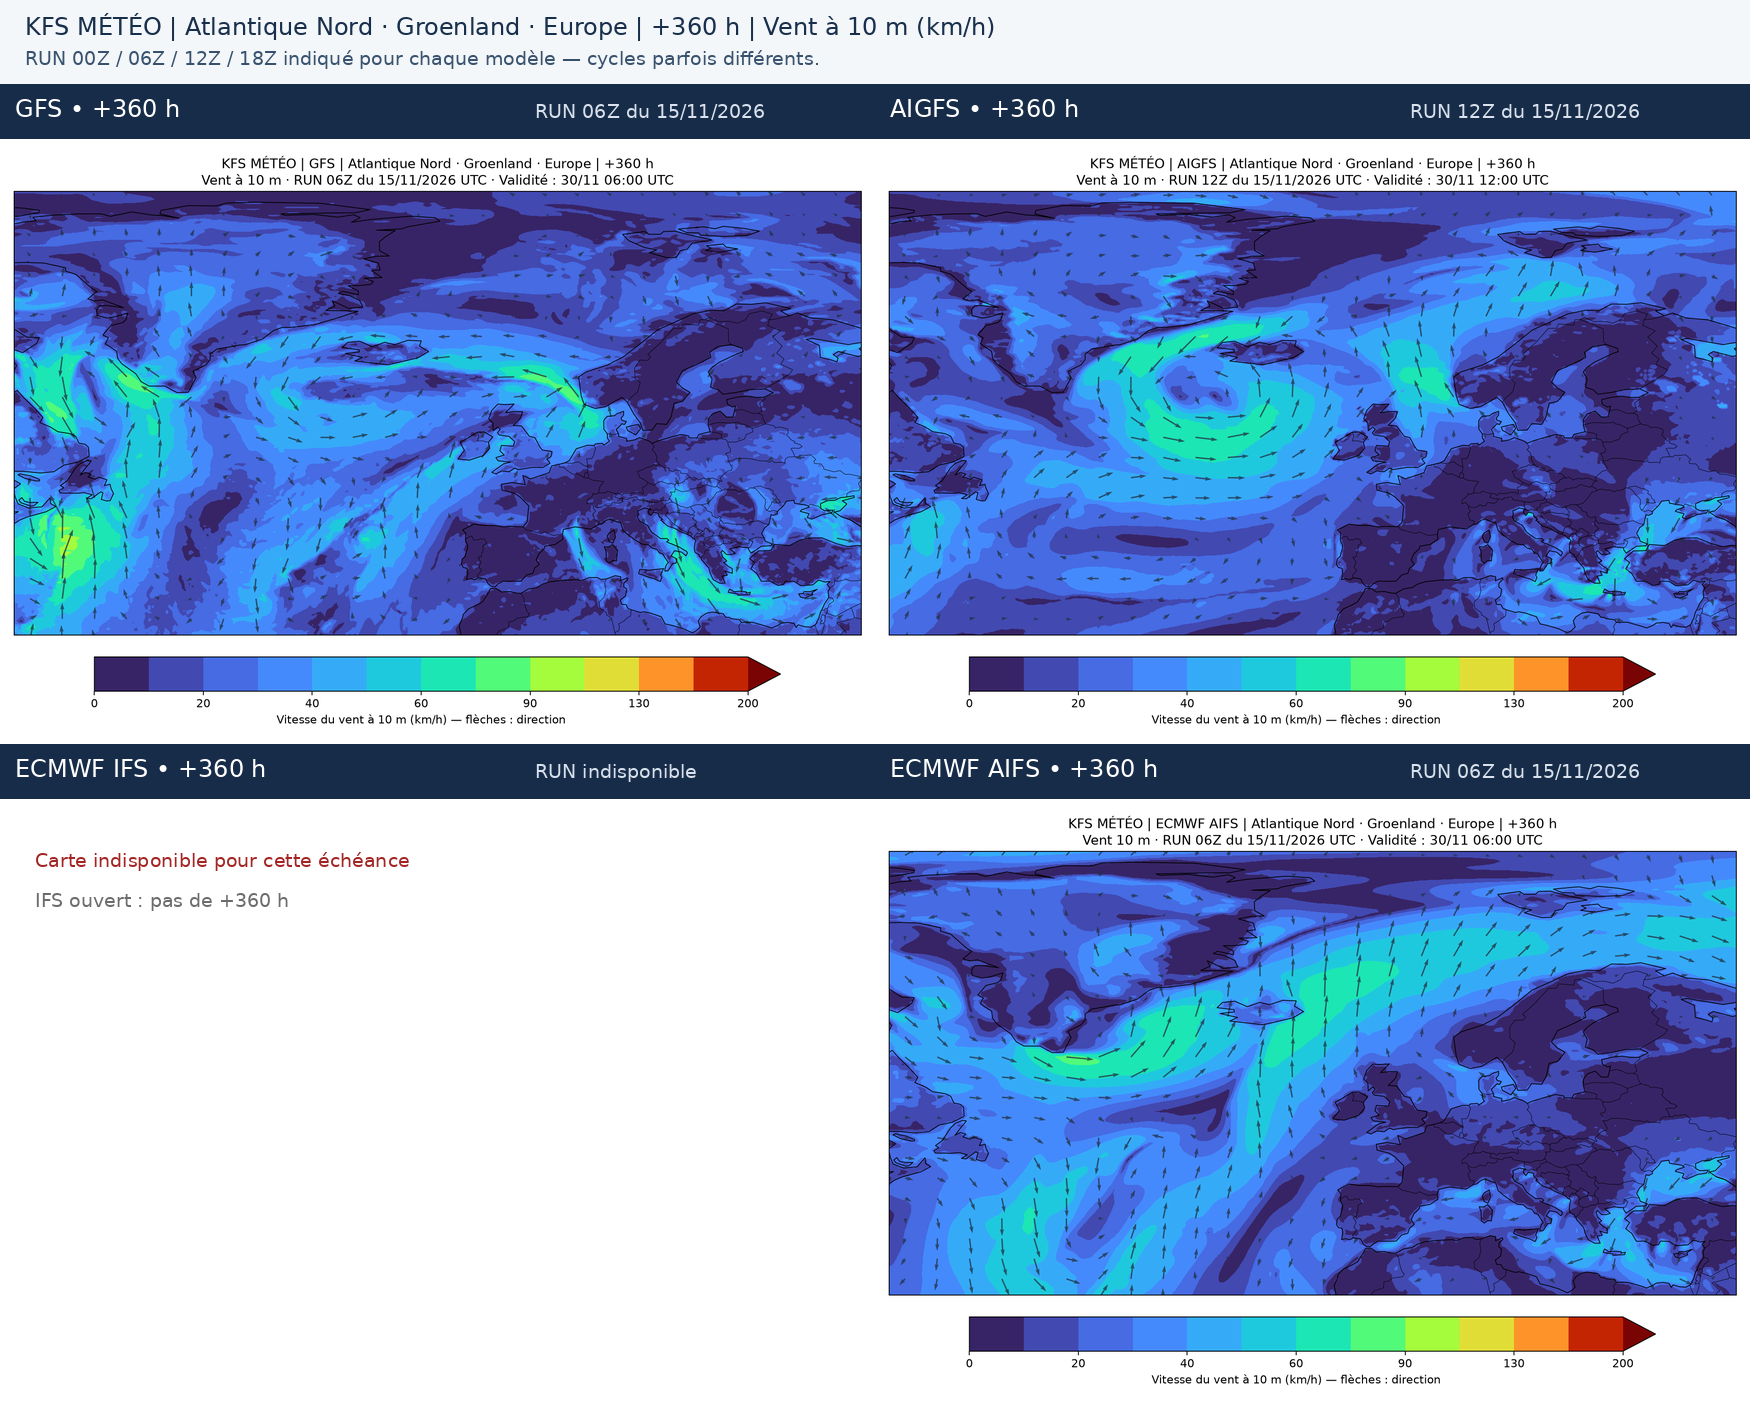 KFS MÉTÉO | Atlantique Nord · Groenland · Europe | +360 h | Vent à 10 m (km/h)
RUN 00Z / 06Z / 12Z / 18Z indiqué pour chaque modèle — cycles parfois différents.
GFS • +360 h
RUN 06Z du 15/11/2026
KFS MÉTÉO | GFS | Atlantique Nord · Groenland · Europe | +360 h
Vent à 10 m · RUN 06Z du 15/11/2026 UTC · Validité : 30/11 06:00 UTC
0 20 40 60 90 130 200
Vitesse du vent à 10 m (km/h) — flèches : direction
AIGFS • +360 h
RUN 12Z du 15/11/2026
KFS MÉTÉO | AIGFS | Atlantique Nord · Groenland · Europe | +360 h
Vent à 10 m · RUN 12Z du 15/11/2026 UTC · Validité : 30/11 12:00 UTC
0 20 40 60 90 130 200
Vitesse du vent à 10 m (km/h) — flèches : direction
ECMWF IFS • +360 h
RUN indisponible
Carte indisponible pour cette échéance
IFS ouvert : pas de +360 h
ECMWF AIFS • +360 h
RUN 06Z du 15/11/2026
KFS MÉTÉO | ECMWF AIFS | Atlantique Nord · Groenland · Europe | +360 h
Vent 10 m · RUN 06Z du 15/11/2026 UTC · Validité : 30/11 06:00 UTC
0 20 40 60 90 130 200
Vitesse du vent à 10 m (km/h) — flèches : direction